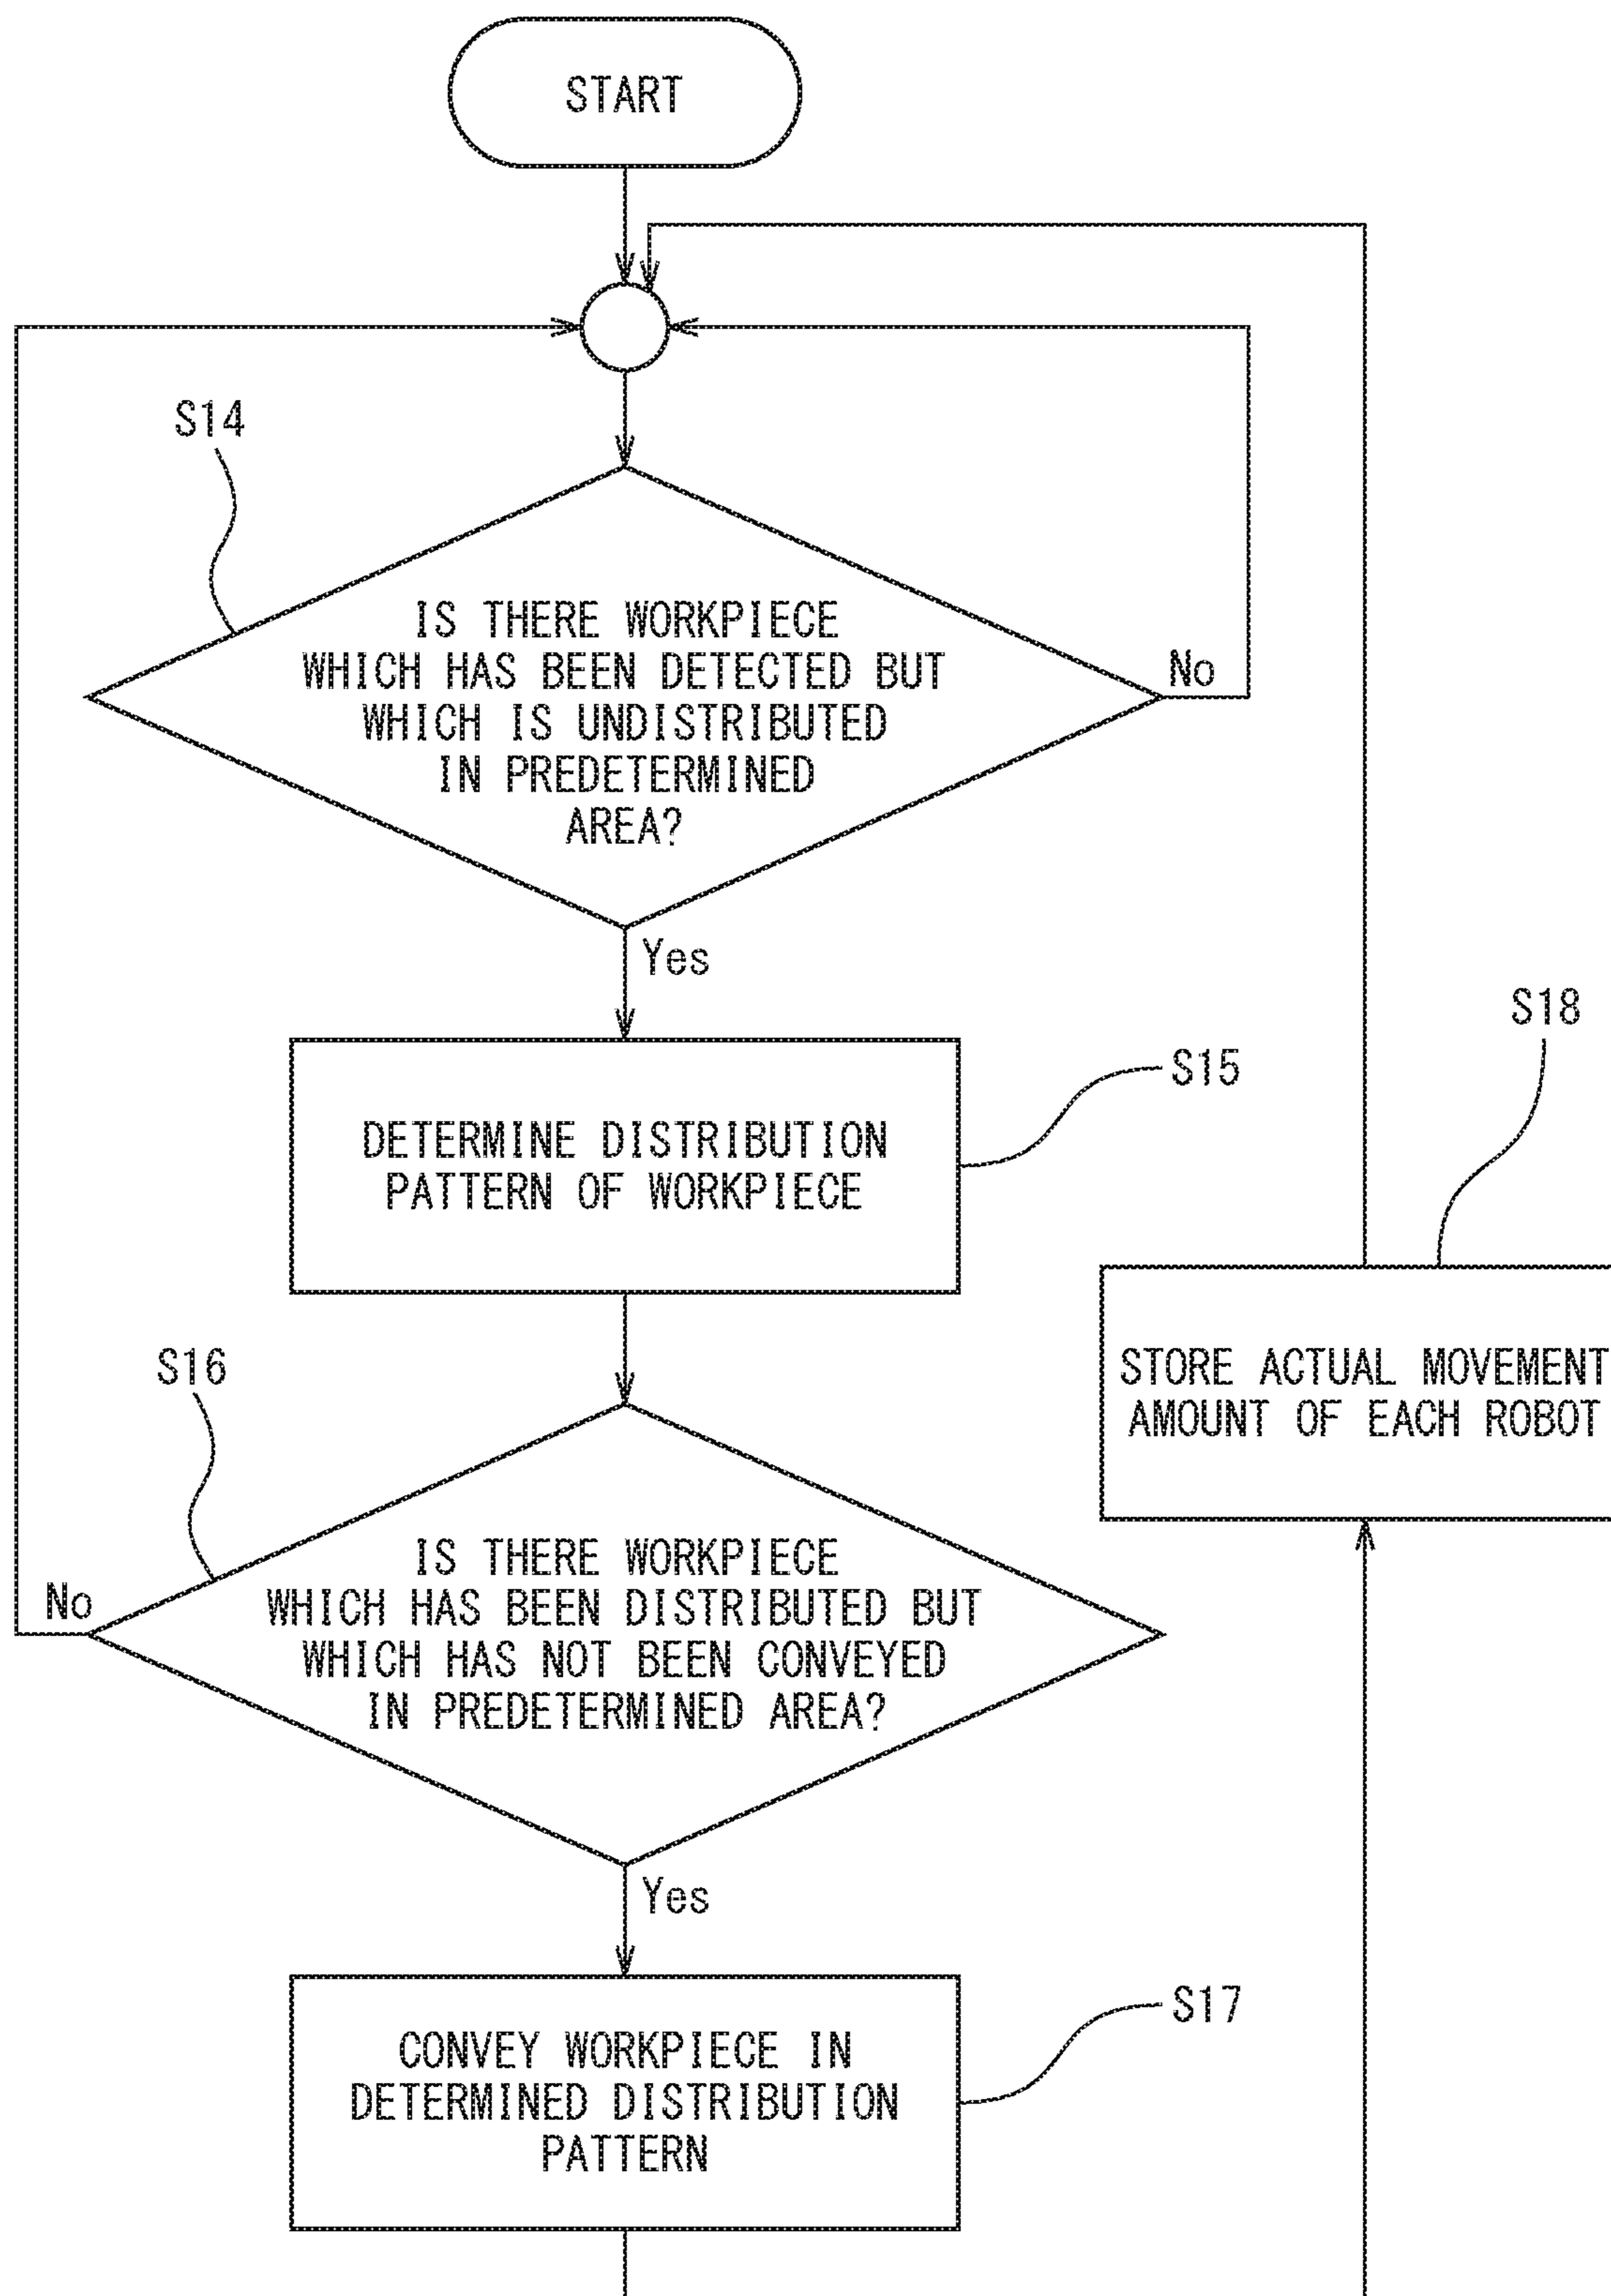 START
S14
IS THERE WORKPIECE
WHICH HAS BEEN DETECTED BUT
WHICH IS UNDISTRIBUTED
IN PREDETERMINED
AREA?
No
Yes
S15
DETERMINE DISTRIBUTION
PATTERN OF WORKPIECE
S18
STORE ACTUAL MOVEMENT
AMOUNT OF EACH ROBOT
S16
IS THERE WORKPIECE
WHICH HAS BEEN DISTRIBUTED BUT
WHICH HAS NOT BEEN CONVEYED
IN PREDETERMINED AREA?
No
Yes
S17
CONVEY WORKPIECE IN
DETERMINED DISTRIBUTION
PATTERN